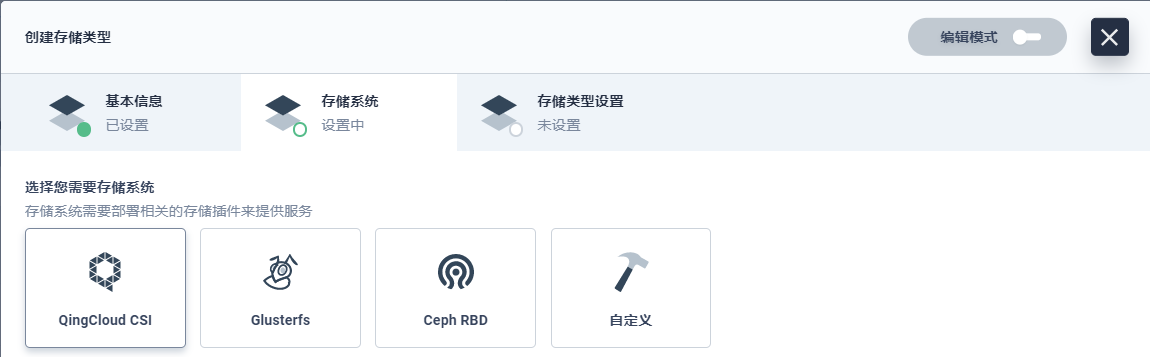 创建存储类型
编辑模式
基本信息
已设置
存储系统
设置中
存储类型设置
未设置
选择您需要存储系统
存储系统需要部署相关的存储插件来提供服务
QingCloud CSI
Glusterfs
Ceph RBD
自定义